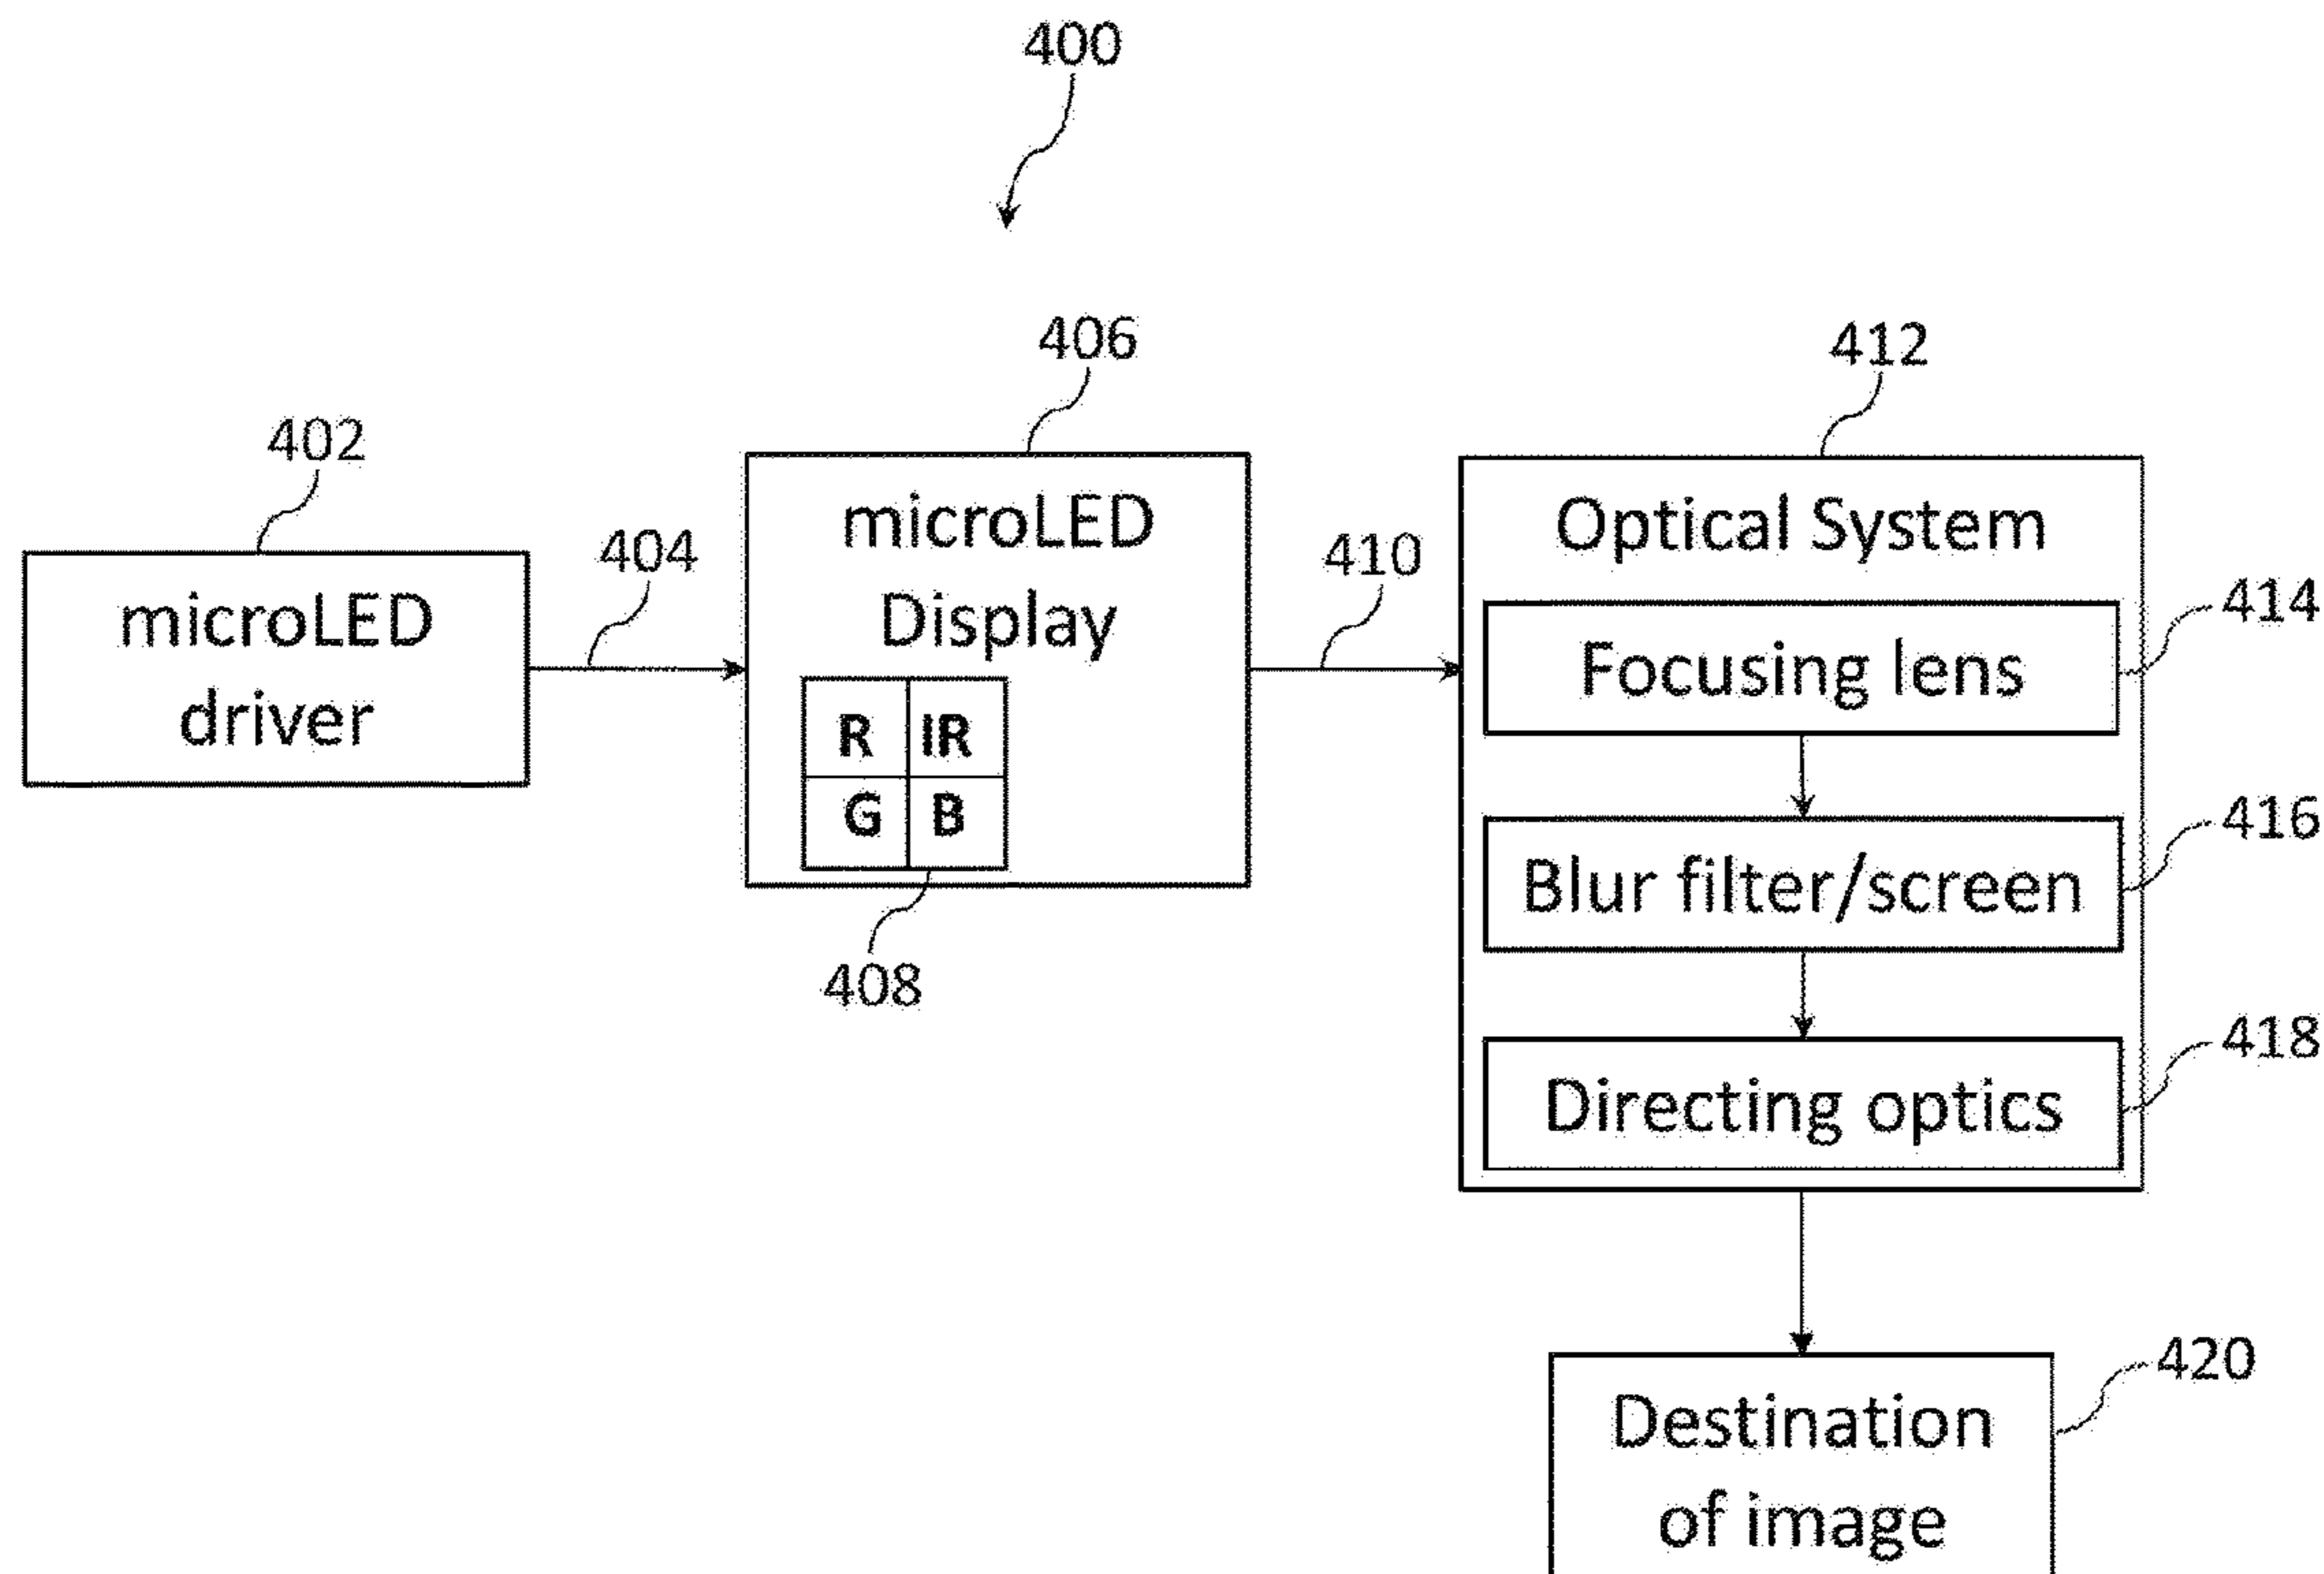 400
406
412
402
404
410
microLED
driver
microLED
Display
R IR
G B
408
Optical System
Focusing lens
414
Blur filter/screen
416
Directing optics
418
420
Destination
of image